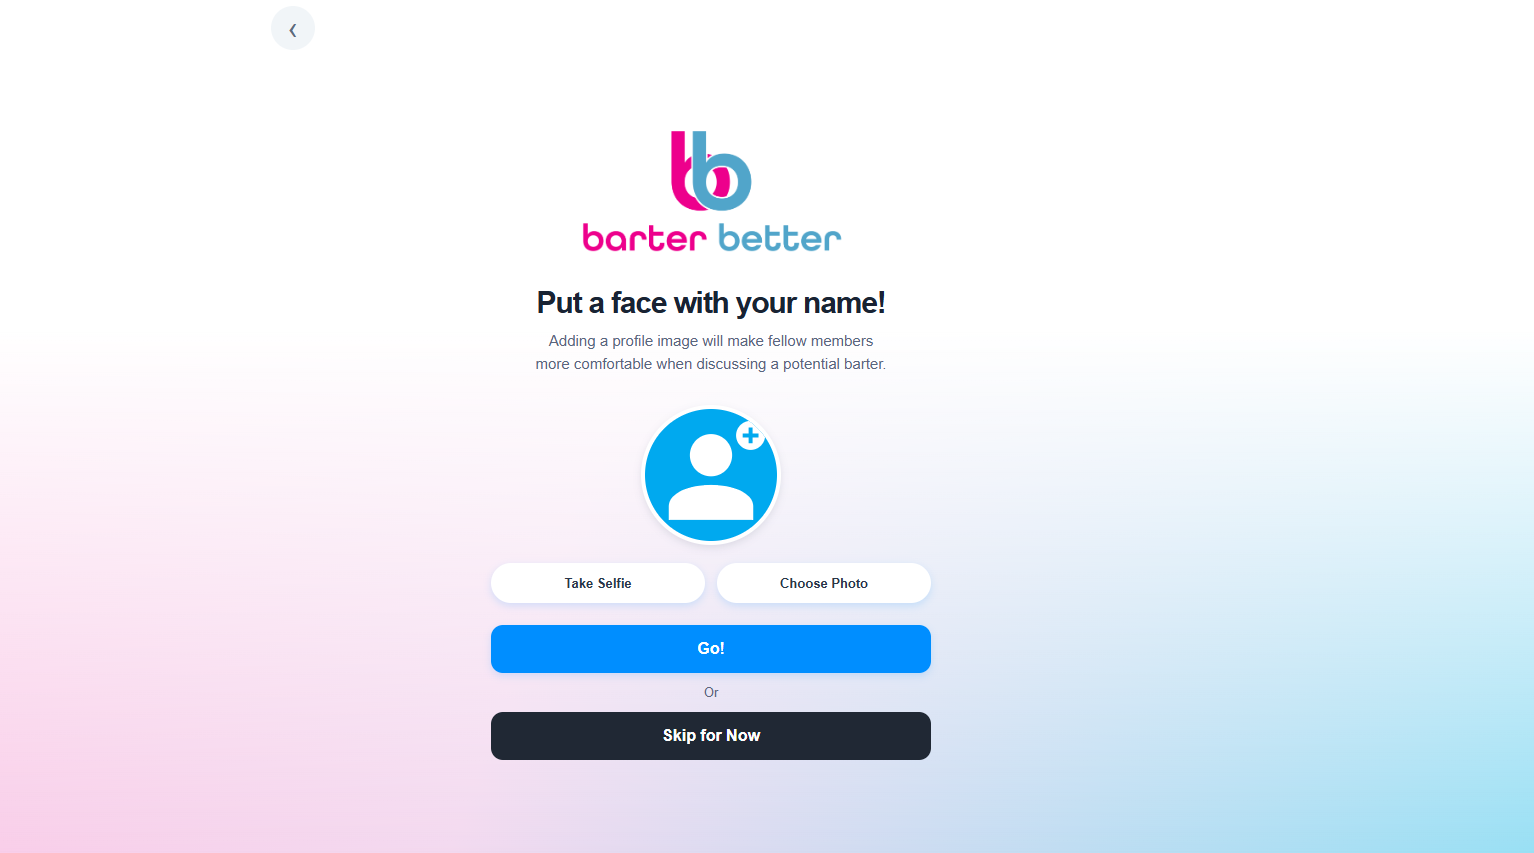 barter better
Put a face with your name!
Adding a profile image will make fellow members
more comfortable when discussing a potential barter.
Take Selfie
Choose Photo
Go!
Or
Skip for Now